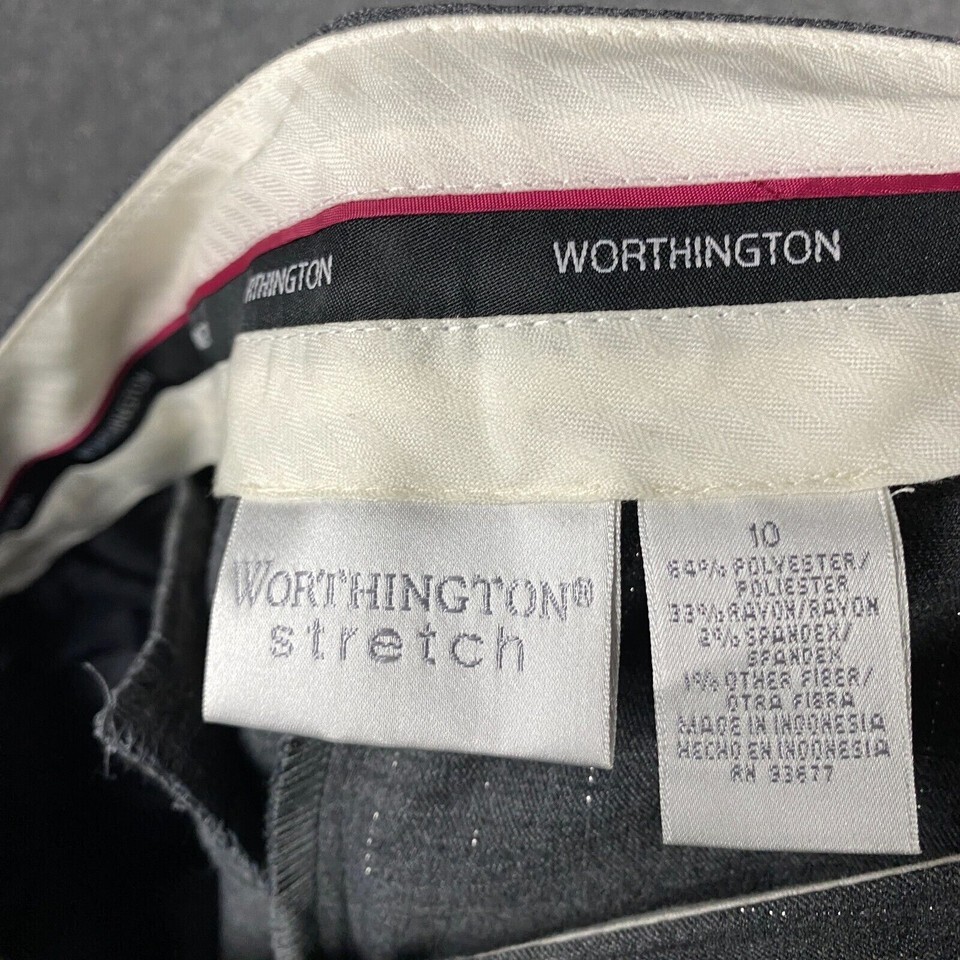 WORTHINGTON
WORTHINGTON
WORTHINGTON®
stretch
10
64% POLYESTER/
POLIESTER
33% RAYON/RAYON
2% SPANDEX/
SPANDEX
1% OTHER FIBER/
OTRA FIBRA
MADE IN INDONESIA
HECHO EN INDONESIA
RN 93677